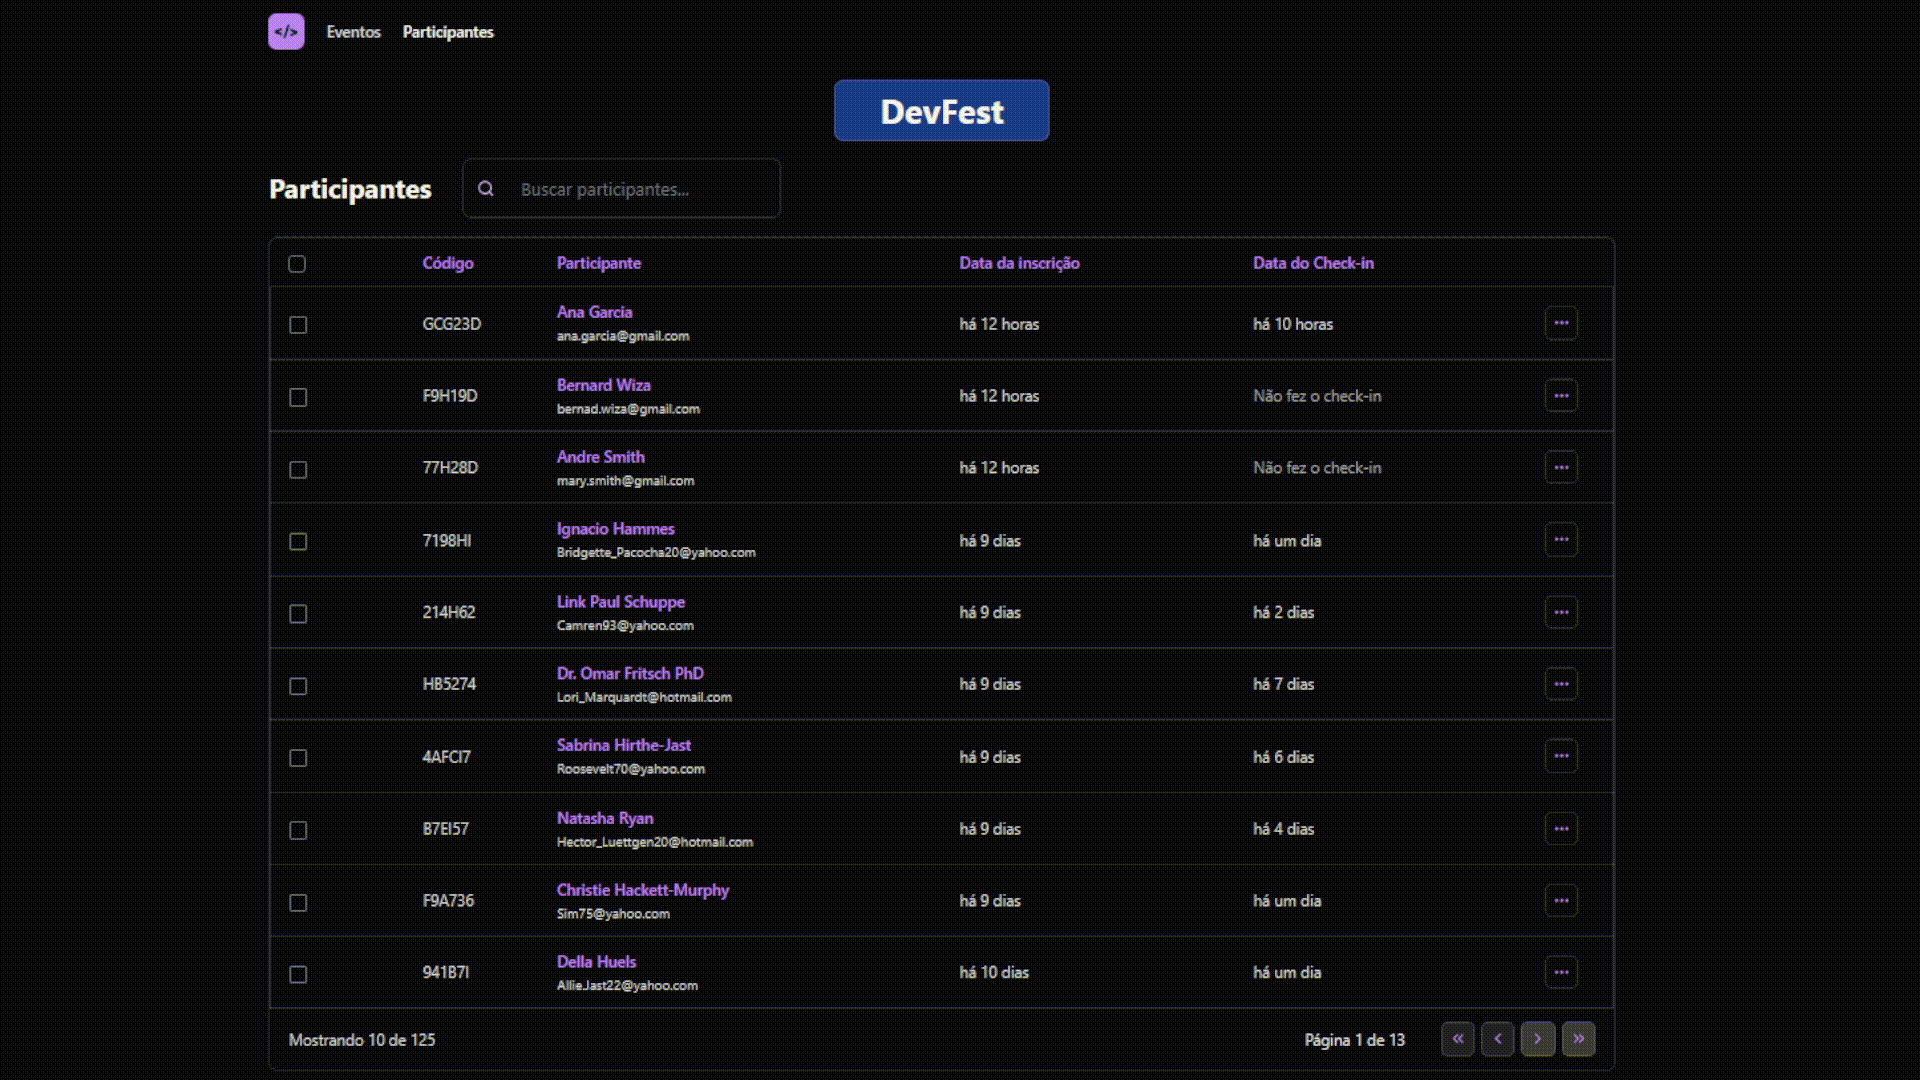 </> Eventos Participantes
DevFest
Participantes Buscar participantes...
Código Participante Data da inscrição Data do Check-in
GCG23D Ana Garcia há 12 horas há 10 horas
ana.garcia@gmail.com
F9H19D Bernard Wiza há 12 horas Não fez o check-in
bernad.wiza@gmail.com
77H28D Andre Smith há 12 horas Não fez o check-in
mary.smith@gmail.com
7198HI Ignacio Hammes há 9 dias há um dia
Bridgette_Pacocha20@yahoo.com
214H62 Link Paul Schuppe há 9 dias há 2 dias
Camren93@yahoo.com
HB5274 Dr. Omar Fritsch PhD há 9 dias há 7 dias
Lori_Marquardt@hotmail.com
4AFCI7 Sabrina Hirthe-Jast há 9 dias há 6 dias
Roosevelt70@yahoo.com
B7EI57 Natasha Ryan há 9 dias há 4 dias
Hector_Luettgen20@hotmail.com
F9A736 Christie Hackett-Murphy há 9 dias há um dia
Sim75@yahoo.com
941B7I Della Huels há 10 dias há um dia
Allie.Jast22@yahoo.com
Mostrando 10 de 125 Página 1 de 13